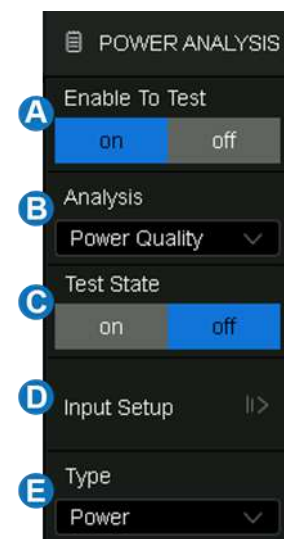 POWER ANALYSIS
A
Enable To Test
on off
B
Analysis
Power Quality
C
Test State
on off
D
Input Setup
E
Type
Power